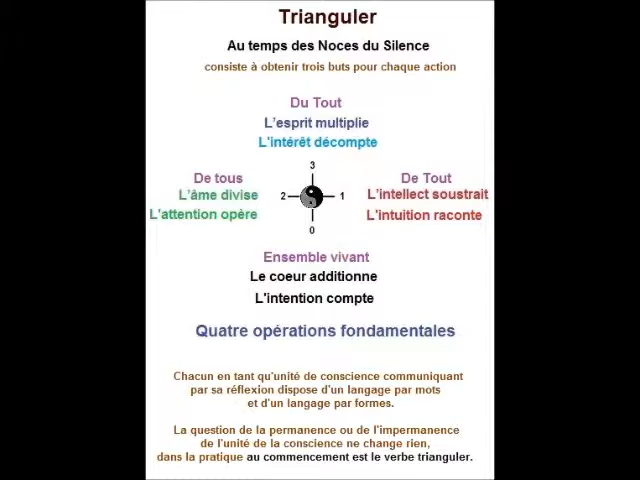 Trianguler
Au temps des Noces du Silence
consiste à obtenir trois buts pour chaque action
Du Tout
L'esprit multiplie
L'intérêt décompte
3
De tous
L'âme divise
L'attention opère
2
1
De Tout
L'intellect soustrait
L'intuition raconte
0
Ensemble vivant
Le coeur additionne
L'intention compte
Quatre opérations fondamentales
Chacun en tant qu'unité de conscience communiquant
par sa réflexion dispose d'un langage par mots
et d'un langage par formes.
La question de la permanence ou de l'impermanence
de l'unité de la conscience ne change rien,
dans la pratique au commencement est le verbe trianguler.